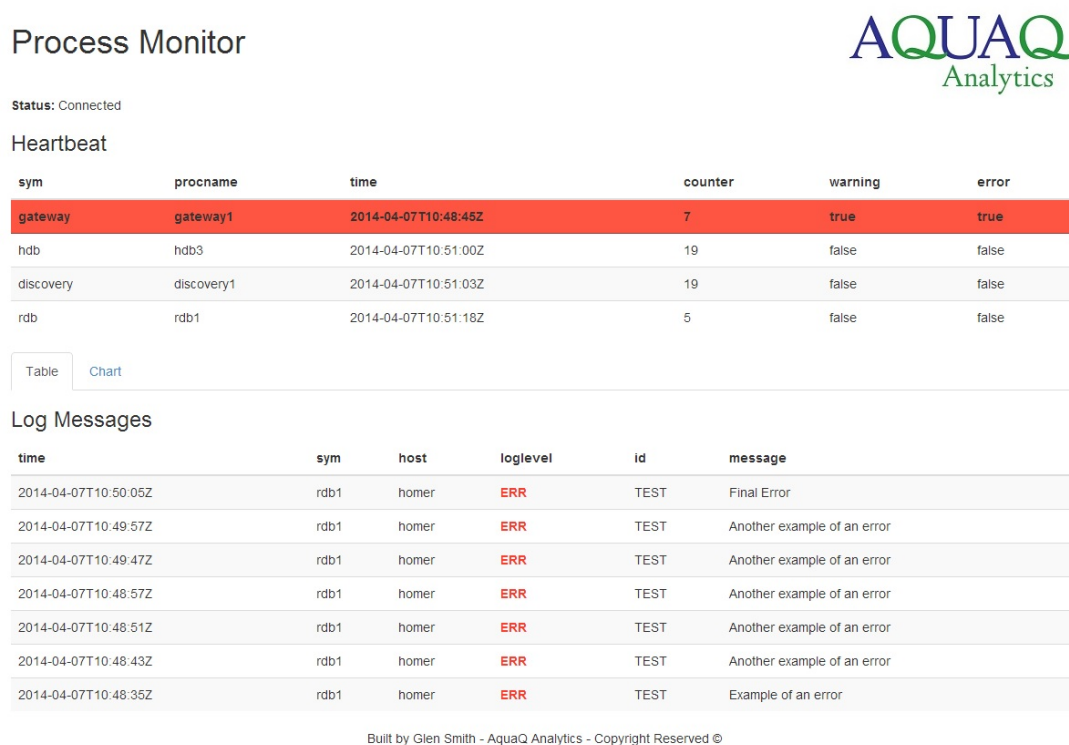 Process Monitor
AQUAQ
Analytics
Status: Connected
Heartbeat
sym procname time counter warning error
gateway gateway1 2014-04-07T10:48:45Z 7 true true
hdb hdb3 2014-04-07T10:51:00Z 19 false false
discovery discovery1 2014-04-07T10:51:03Z 19 false false
rdb rdb1 2014-04-07T10:51:18Z 5 false false
Table Chart
Log Messages
time sym host loglevel id message
2014-04-07T10:50:05Z rdb1 homer ERR TEST Final Error
2014-04-07T10:49:57Z rdb1 homer ERR TEST Another example of an error
2014-04-07T10:49:47Z rdb1 homer ERR TEST Another example of an error
2014-04-07T10:48:57Z rdb1 homer ERR TEST Another example of an error
2014-04-07T10:48:51Z rdb1 homer ERR TEST Another example of an error
2014-04-07T10:48:43Z rdb1 homer ERR TEST Another example of an error
2014-04-07T10:48:35Z rdb1 homer ERR TEST Example of an error
Built by Glen Smith - AquaQ Analytics - Copyright Reserved ©